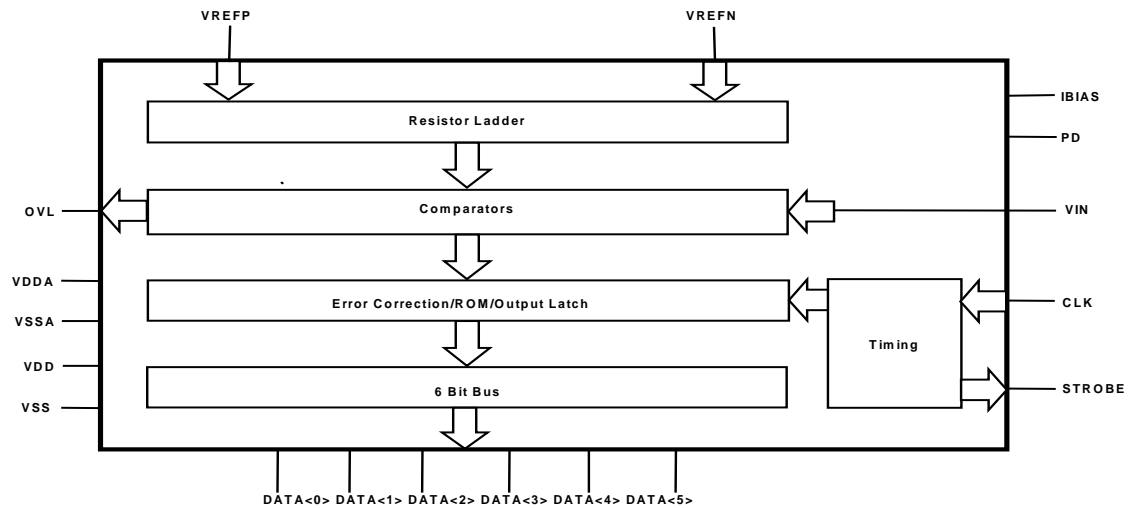 VREFP
VREFN
IBIAS
Resistor Ladder
PD
OVL
Comparators
VIN
VDDA
Error Correction/ROM/Output Latch
CLK
VSSA
Timing
VDD
6 Bit Bus
STROBE
VSS
DATA<0> DATA<1> DATA<2> DATA<3> DATA<4> DATA<5>